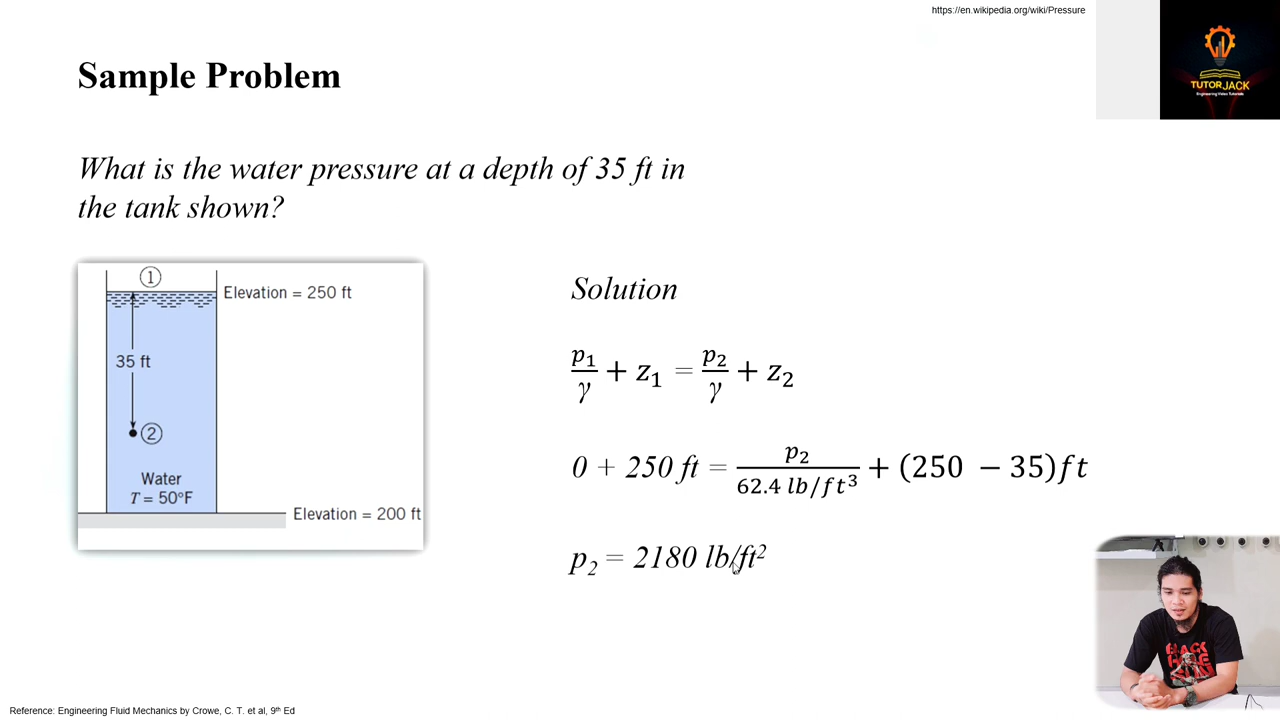 https://en.wikipedia.org/wiki/Pressure
TUTORJACK
Engineering Video Tutorials
Sample Problem
What is the water pressure at a depth of 35 ft in
the tank shown?
①
Elevation = 250 ft
35 ft
②
Water
T = 50°F
Elevation = 200 ft
Solution
p₁/γ + z₁ = p₂/γ + z₂
0 + 250 ft = p₂/62.4 lb/ft³ + (250 − 35)ft
p₂ = 2180 lb/ft²
Reference: Engineering Fluid Mechanics by Crowe, C. T. et al, 9ᵗʰ Ed